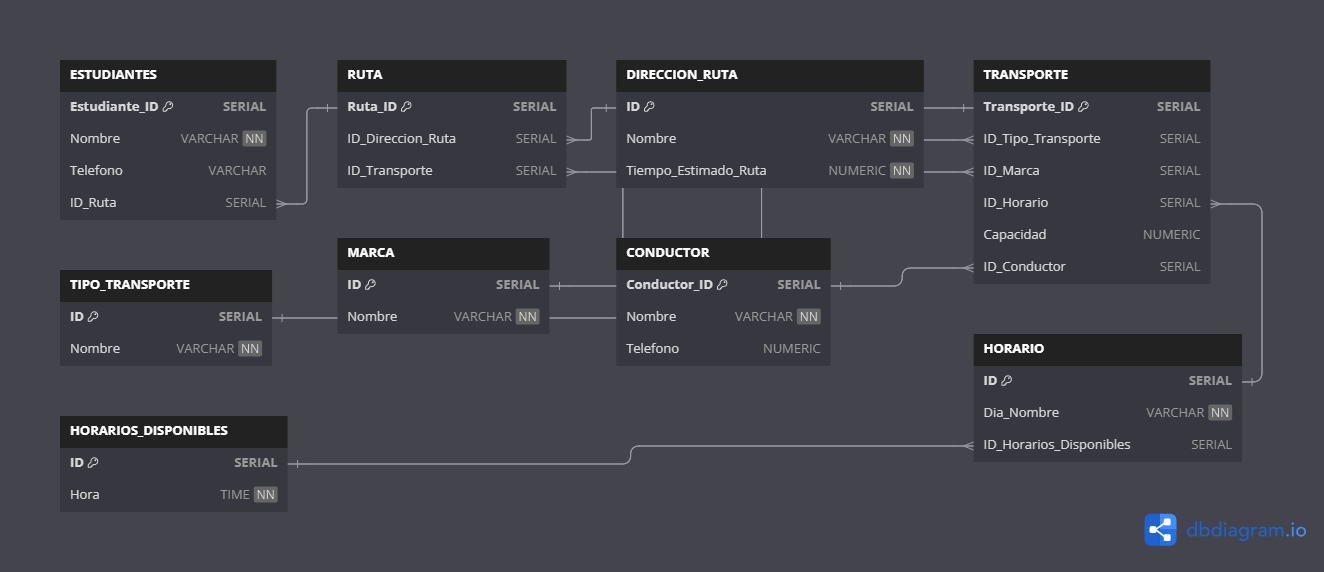 ESTUDIANTES
Estudiante_ID SERIAL
Nombre VARCHAR NN
Telefono VARCHAR
ID_Ruta SERIAL
RUTA
Ruta_ID SERIAL
ID_Direccion_Ruta SERIAL
ID_Transporte SERIAL
DIRECCION_RUTA
ID SERIAL
Nombre VARCHAR NN
Tiempo_Estimado_Ruta NUMERIC NN
TRANSPORTE
Transporte_ID SERIAL
ID_Tipo_Transporte SERIAL
ID_Marca SERIAL
ID_Horario SERIAL
Capacidad NUMERIC
ID_Conductor SERIAL
TIPO_TRANSPORTE
ID SERIAL
Nombre VARCHAR NN
MARCA
ID SERIAL
Nombre VARCHAR NN
CONDUCTOR
Conductor_ID SERIAL
Nombre VARCHAR NN
Telefono NUMERIC
HORARIO
ID SERIAL
Dia_Nombre VARCHAR NN
ID_Horarios_Disponibles SERIAL
HORARIOS_DISPONIBLES
ID SERIAL
Hora TIME NN
dbdiagram.io